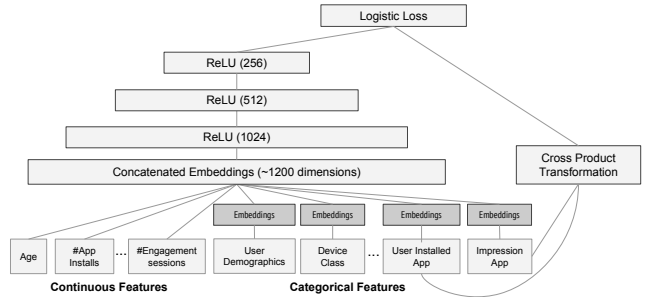 Logistic Loss
ReLU (256)
ReLU (512)
ReLU (1024)
Concatenated Embeddings (~1200 dimensions)
Cross Product
Transformation
Embeddings
Embeddings
Embeddings
Embeddings
Age
#App
Installs
...
#Engagement
sessions
User
Demographics
Device
Class
...
User Installed
App
Impression
App
Continuous Features
Categorical Features